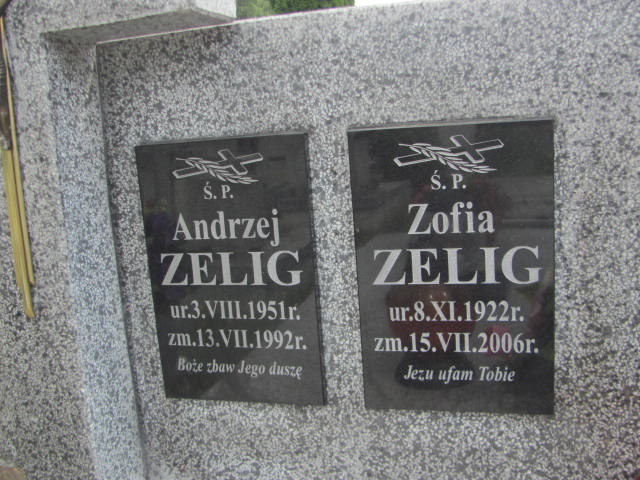 Ś. P.
Andrzej
ZELIG
ur.3.VIII.1951r.
zm.13.VII.1992r.
Boże zbaw Jego duszę
Ś. P.
Zofia
ZELIG
ur.8.XI.1922r.
zm.15.VII.2006r.
Jezu ufam Tobie